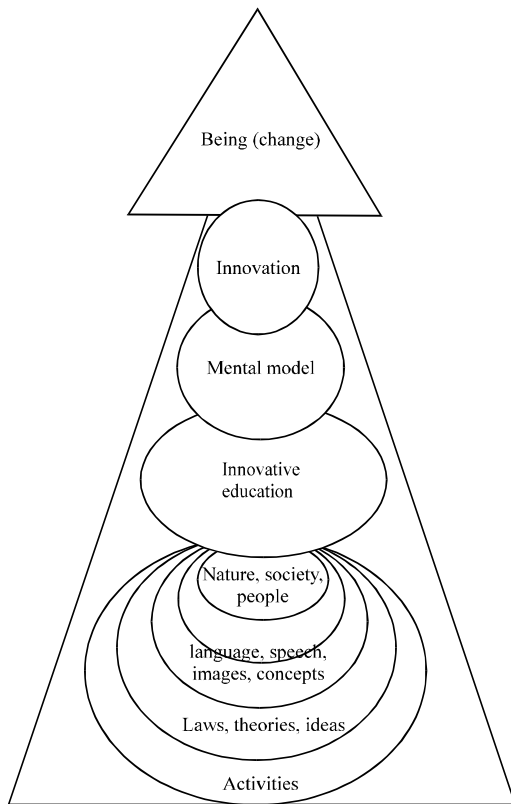 Being (change)
Innovation
Mental model
Innovative
education
Nature, society,
people
language, speech,
images, concepts
Laws, theories, ideas
Activities